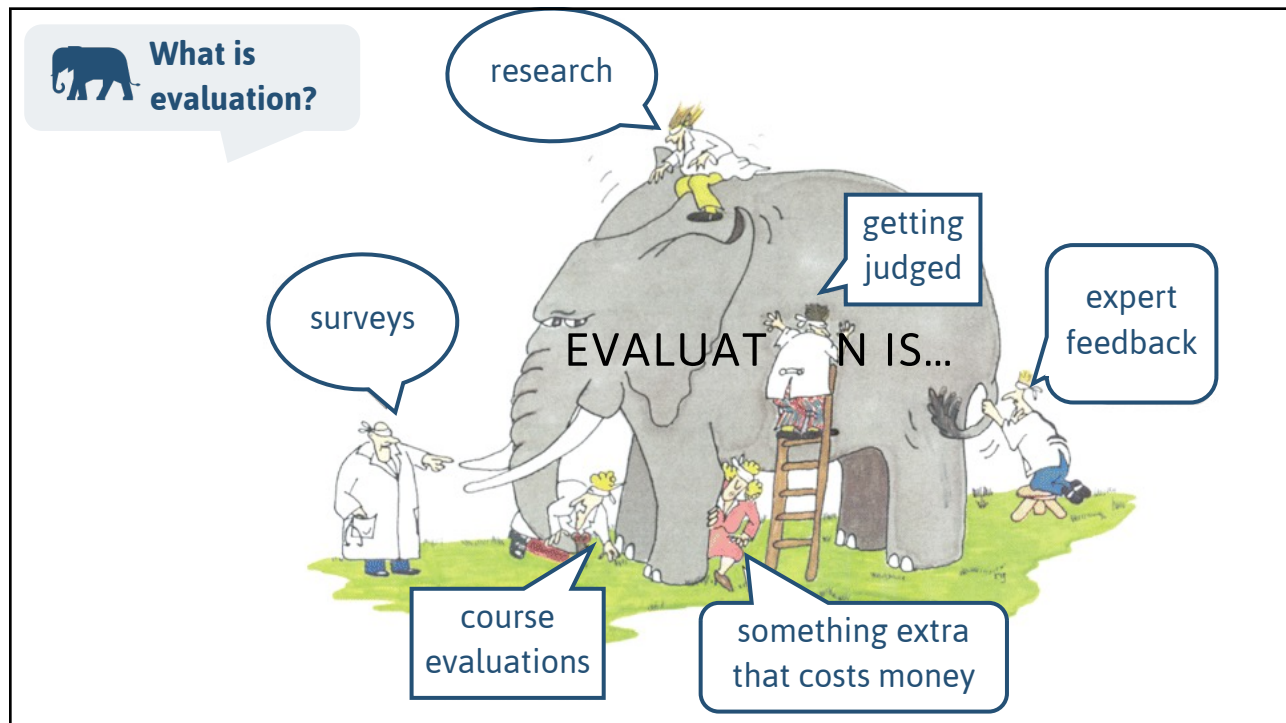 What is
evaluation?
research
getting
judged
expert
feedback
surveys
EVALUAT N IS...
course
evaluations
something extra
that costs money